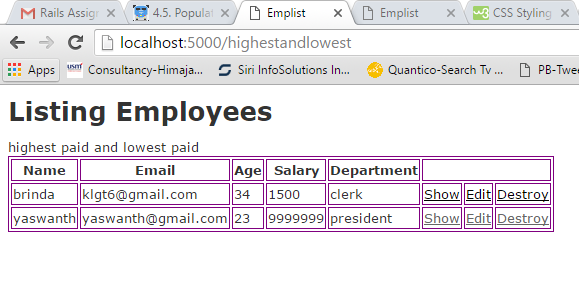 Rails Assig
4.5. Populat
Emplist
Emplist
CSS Styling
localhost:5000/highestandlowest
Apps
usnf
Consultancy-Himaja...
Siri InfoSolutions In...
Quantico-Search Tv ...
PB-Twee
Listing Employees
highest paid and lowest paid
Name Email Age Salary Department
brinda klgt6@gmail.com 34 1500 clerk Show Edit Destroy
yaswanth yaswanth@gmail.com 23 9999999 president Show Edit Destroy